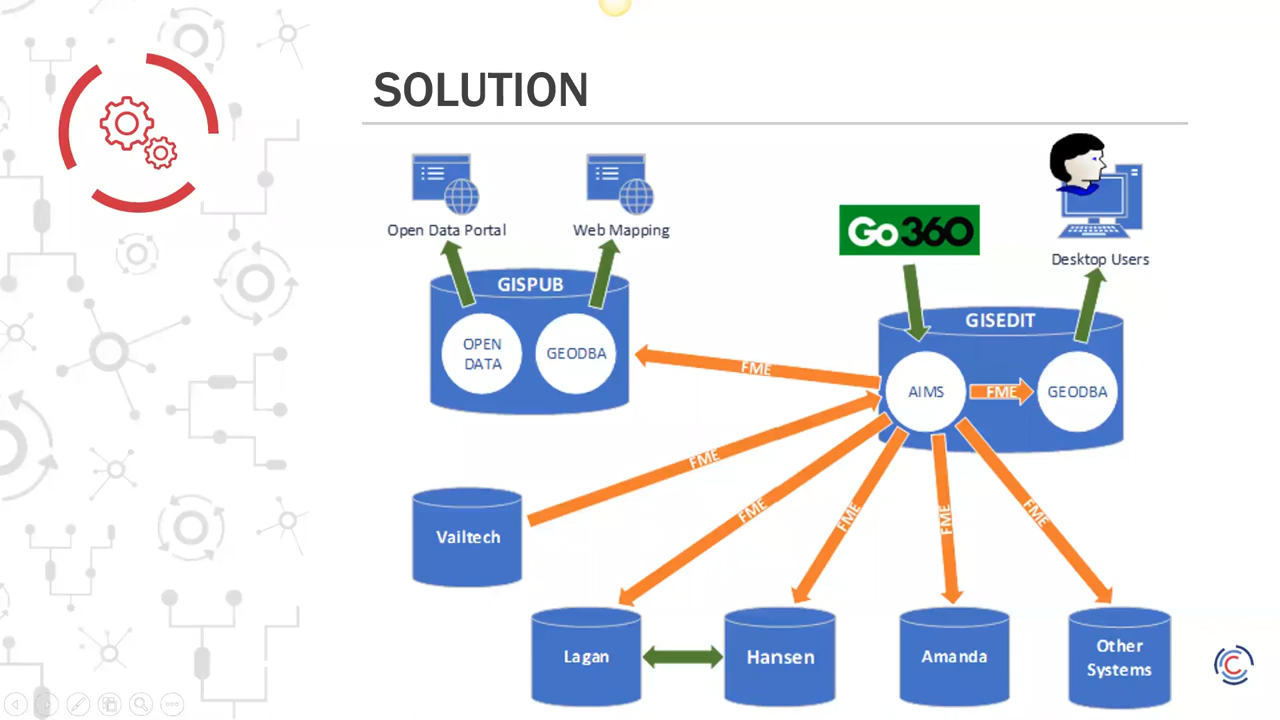 SOLUTION
Open Data Portal
Web Mapping
Go360
Desktop Users
GISPUB
GISEDIT
OPEN
DATA
GEODBA
FME
AIMS
FME
GEODBA
FME
Vailtech
FME
FME
FME
FME
Lagan
Hansen
Amanda
Other
Systems
C